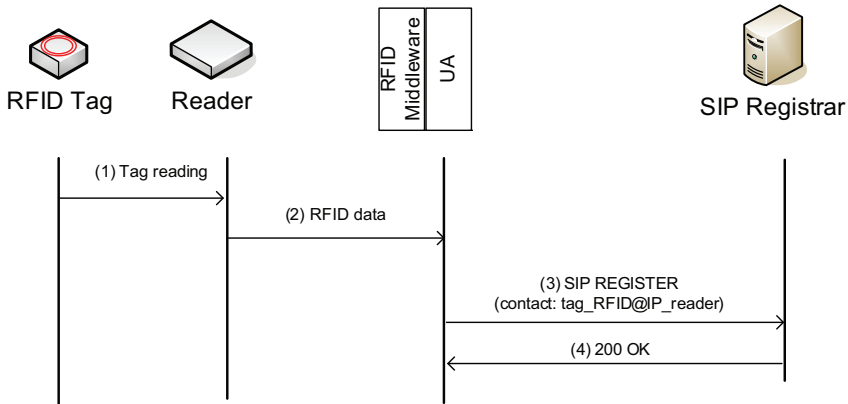 RFID Tag
Reader
RFID
Middleware
UA
SIP Registrar
(1) Tag reading
(2) RFID data
(3) SIP REGISTER
(contact: tag_RFID@IP_reader)
(4) 200 OK